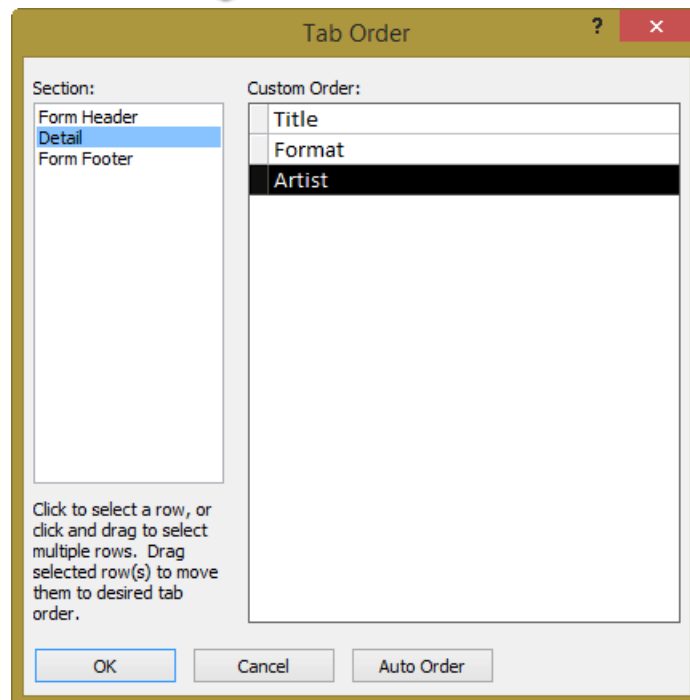 Tab Order
?
Section:
Custom Order:
Form Header
Detail
Form Footer
Title
Format
Artist
Click to select a row, or
click and drag to select
multiple rows. Drag
selected row(s) to move
them to desired tab
order.
OK
Cancel
Auto Order